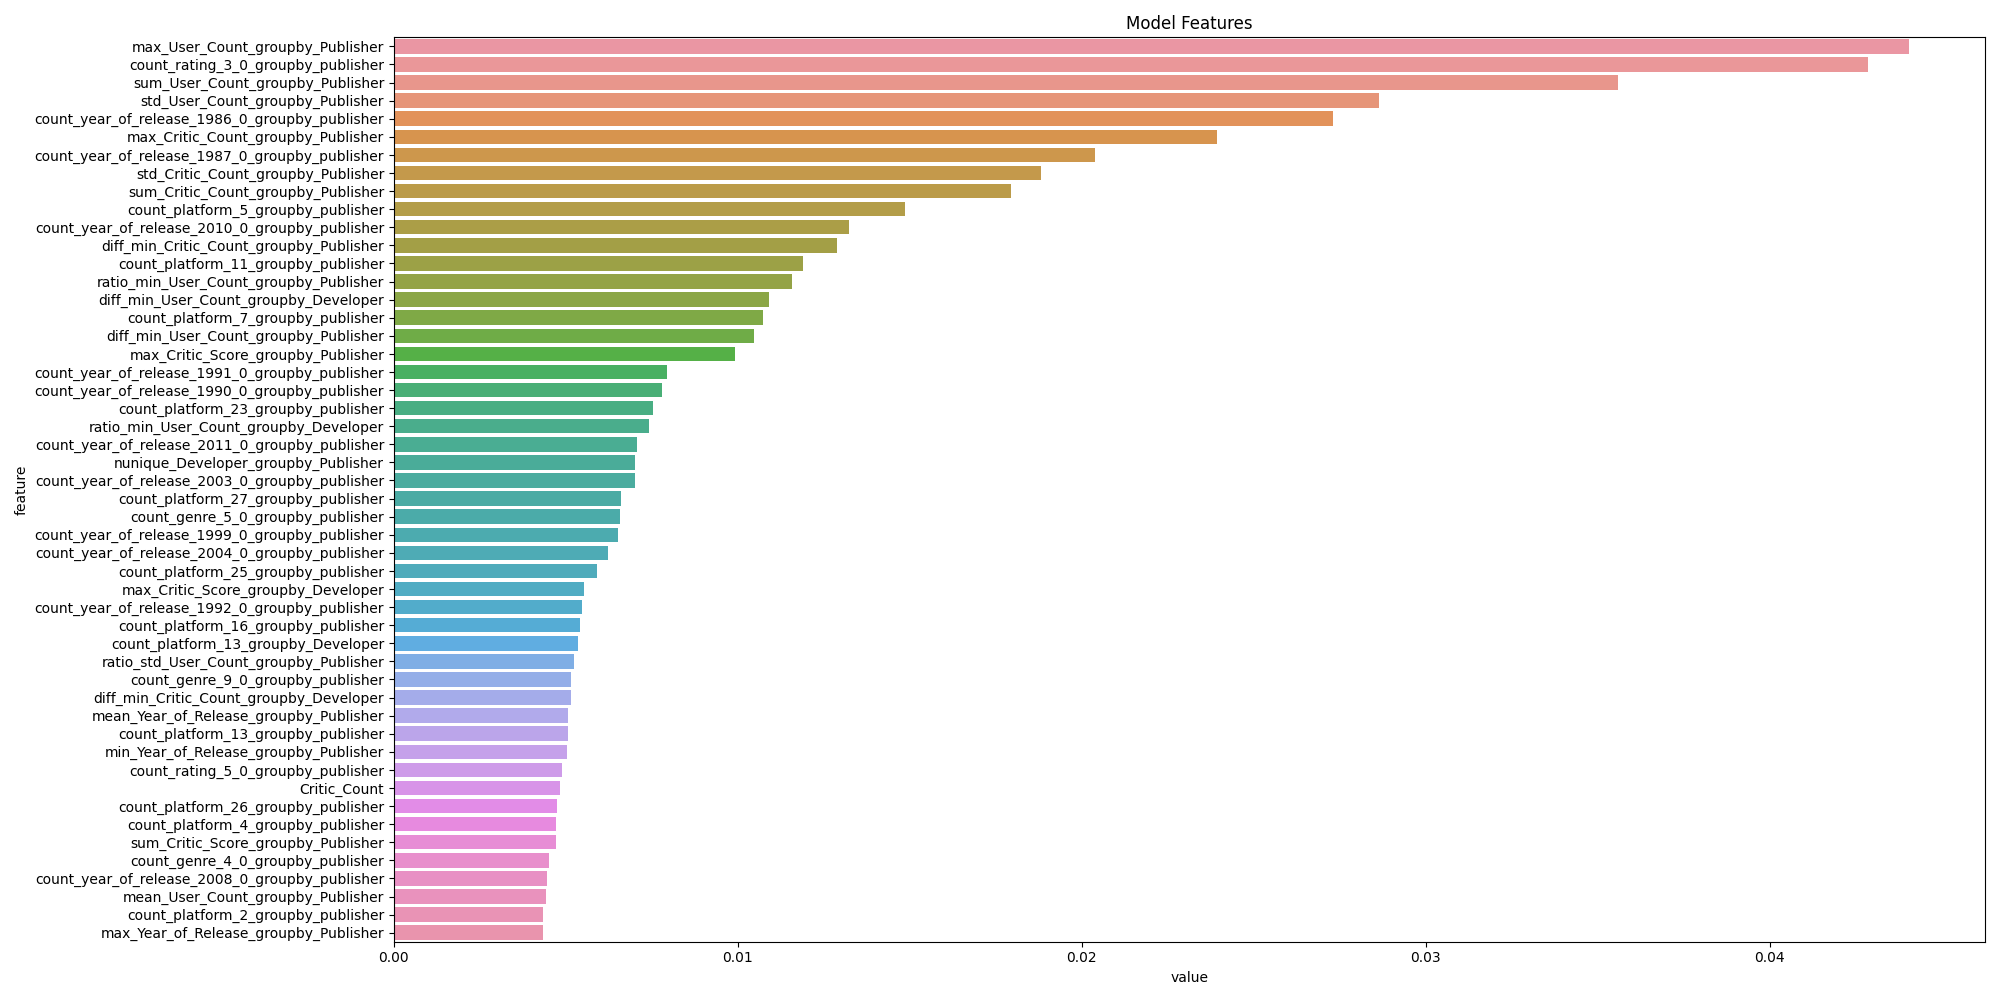 Model Features
max_User_Count_groupby_Publisher
count_rating_3_0_groupby_publisher
sum_User_Count_groupby_Publisher
std_User_Count_groupby_Publisher
count_year_of_release_1986_0_groupby_publisher
max_Critic_Count_groupby_Publisher
count_year_of_release_1987_0_groupby_publisher
std_Critic_Count_groupby_Publisher
sum_Critic_Count_groupby_Publisher
count_platform_5_groupby_publisher
count_year_of_release_2010_0_groupby_publisher
diff_min_Critic_Count_groupby_Publisher
count_platform_11_groupby_publisher
ratio_min_User_Count_groupby_Publisher
diff_min_User_Count_groupby_Developer
count_platform_7_groupby_publisher
diff_min_User_Count_groupby_Publisher
max_Critic_Score_groupby_Publisher
count_year_of_release_1991_0_groupby_publisher
count_year_of_release_1990_0_groupby_publisher
count_platform_23_groupby_publisher
ratio_min_User_Count_groupby_Developer
count_year_of_release_2011_0_groupby_publisher
nunique_Developer_groupby_Publisher
count_year_of_release_2003_0_groupby_publisher
count_platform_27_groupby_publisher
count_genre_5_0_groupby_publisher
count_year_of_release_1999_0_groupby_publisher
count_year_of_release_2004_0_groupby_publisher
count_platform_25_groupby_publisher
max_Critic_Score_groupby_Developer
count_year_of_release_1992_0_groupby_publisher
count_platform_16_groupby_publisher
count_platform_13_groupby_Developer
ratio_std_User_Count_groupby_Publisher
count_genre_9_0_groupby_publisher
diff_min_Critic_Count_groupby_Developer
mean_Year_of_Release_groupby_Publisher
count_platform_13_groupby_publisher
min_Year_of_Release_groupby_Publisher
count_rating_5_0_groupby_publisher
Critic_Count
count_platform_26_groupby_publisher
count_platform_4_groupby_publisher
sum_Critic_Score_groupby_Publisher
count_genre_4_0_groupby_publisher
count_year_of_release_2008_0_groupby_publisher
mean_User_Count_groupby_Publisher
count_platform_2_groupby_publisher
max_Year_of_Release_groupby_Publisher
feature
0.00 0.01 0.02 0.03 0.04
value